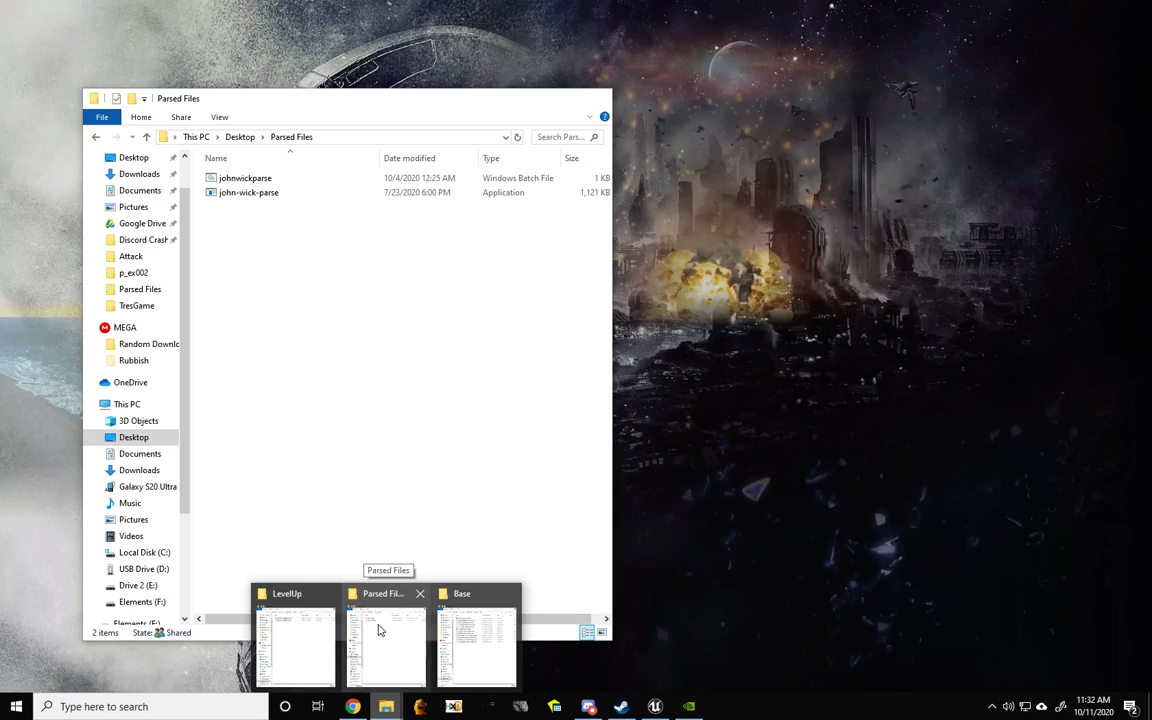 Parsed Files
File Home Share View
This PC Desktop Parsed Files Search Pars...
Name Date modified Type Size
johnwickparse 10/4/2020 12:25 AM Windows Batch File 1 KB
john-wick-parse 7/23/2020 6:00 PM Application 1,121 KB
Desktop
Downloads
Documents
Pictures
Google Drive
Discord Crash
Attack
p_ex002
Parsed Files
TresGame
MEGA
Random Downlo
Rubbish
OneDrive
This PC
3D Objects
Desktop
Documents
Downloads
Galaxy S20 Ultra
Music
Pictures
Videos
Local Disk (C:)
USB Drive (D:)
Drive 2 (E:)
Elements (F:)
2 items State: Shared
Parsed Files
LevelUp Parsed Fil... Base
Type here to search
11:32 AM
10/11/2020
2